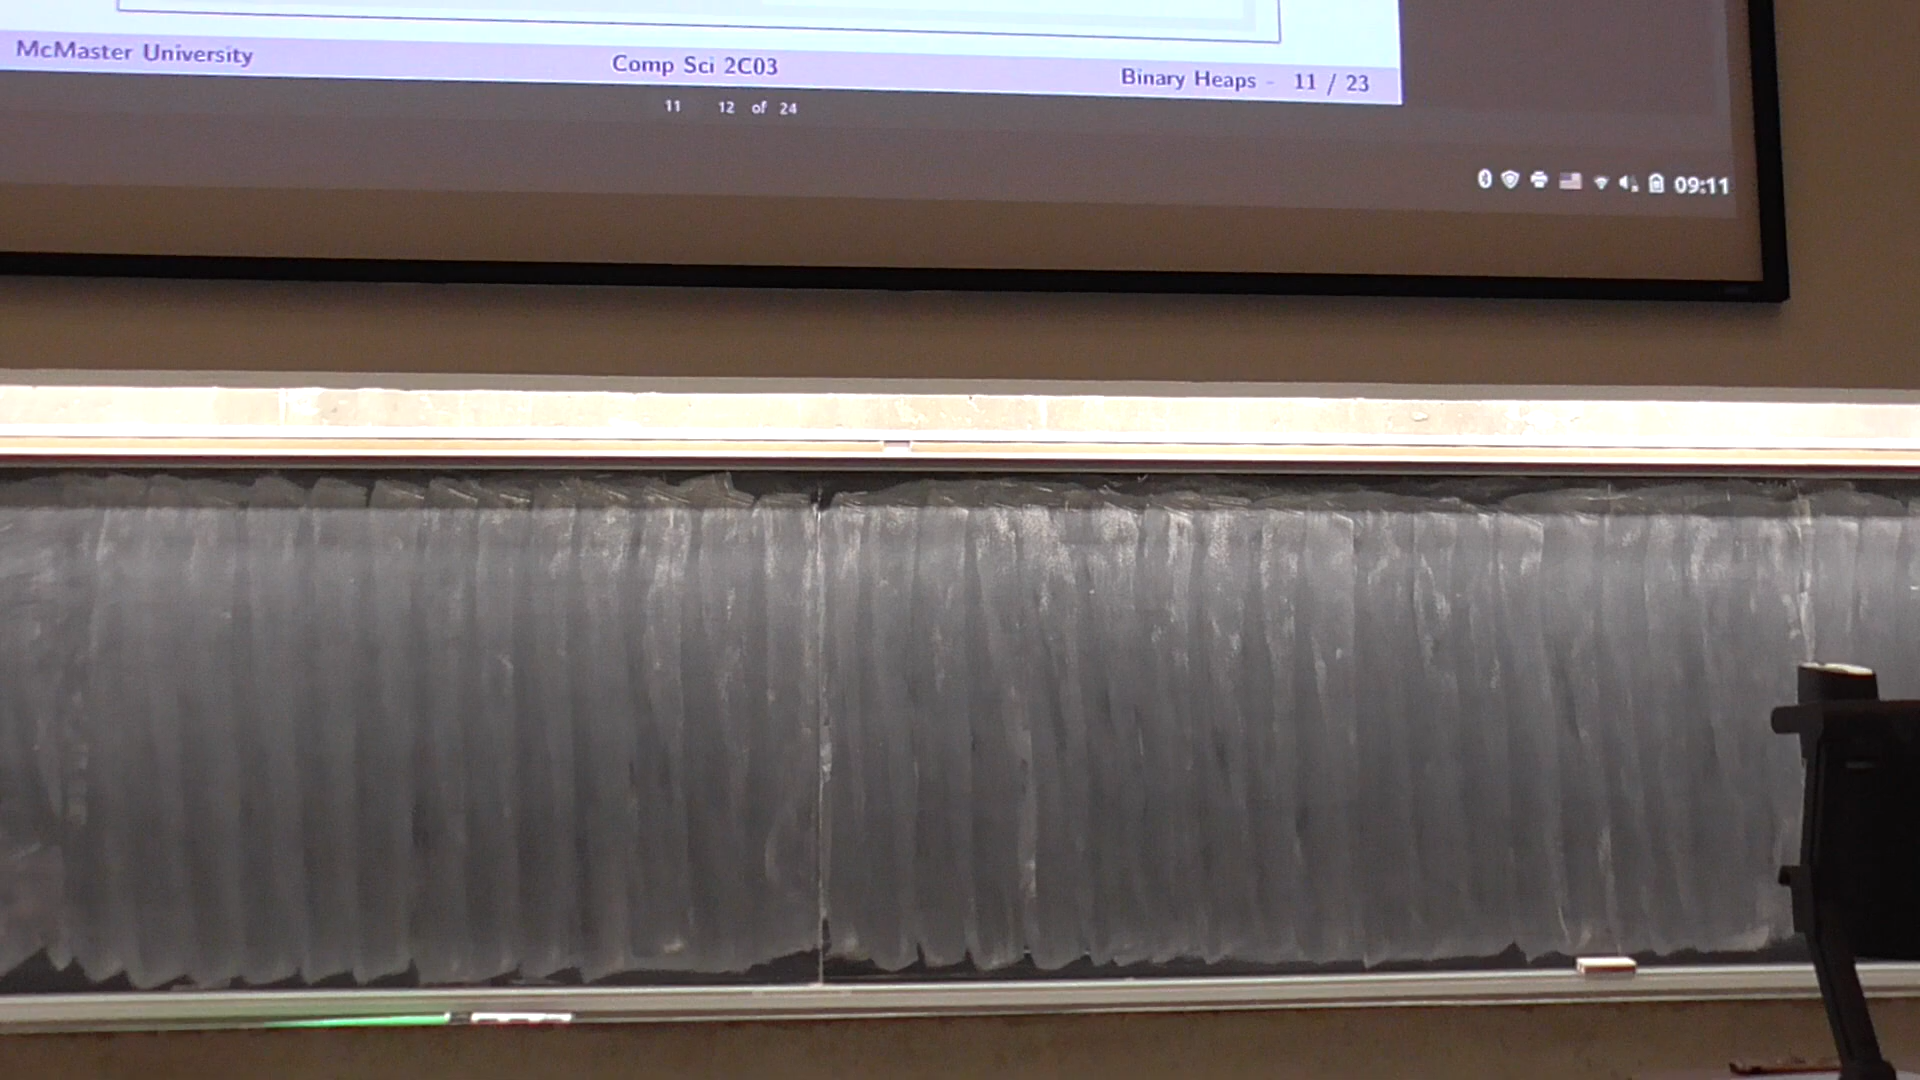 McMaster University
Comp Sci 2C03
Binary Heaps - 11 / 23
11 12 of 24
09:11